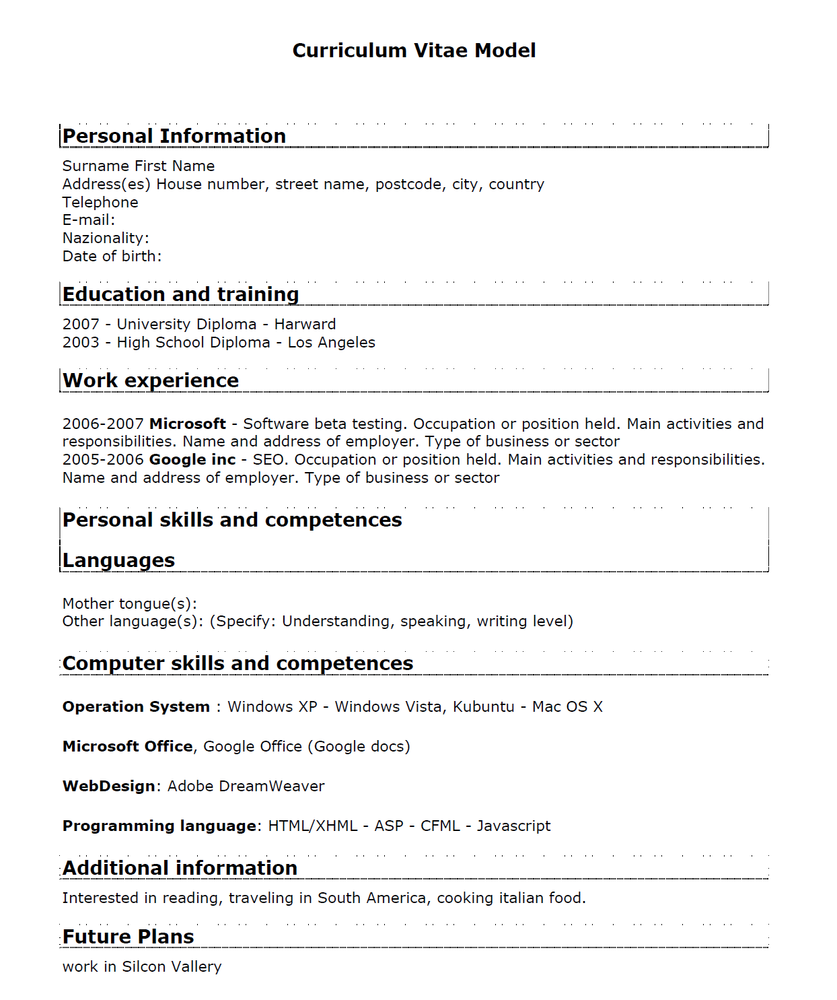 Curriculum Vitae Model
Personal Information
Surname First Name
Address(es) House number, street name, postcode, city, country
Telephone
E-mail:
Nazionality:
Date of birth:
Education and training
2007 - University Diploma - Harward
2003 - High School Diploma - Los Angeles
Work experience
2006-2007 Microsoft - Software beta testing. Occupation or position held. Main activities and
responsibilities. Name and address of employer. Type of business or sector
2005-2006 Google inc - SEO. Occupation or position held. Main activities and responsibilities.
Name and address of employer. Type of business or sector
Personal skills and competences
Languages
Mother tongue(s):
Other language(s): (Specify: Understanding, speaking, writing level)
Computer skills and competences
Operation System : Windows XP - Windows Vista, Kubuntu - Mac OS X
Microsoft Office, Google Office (Google docs)
WebDesign: Adobe DreamWeaver
Programming language: HTML/XHML - ASP - CFML - Javascript
Additional information
Interested in reading, traveling in South America, cooking italian food.
Future Plans
work in Silcon Vallery